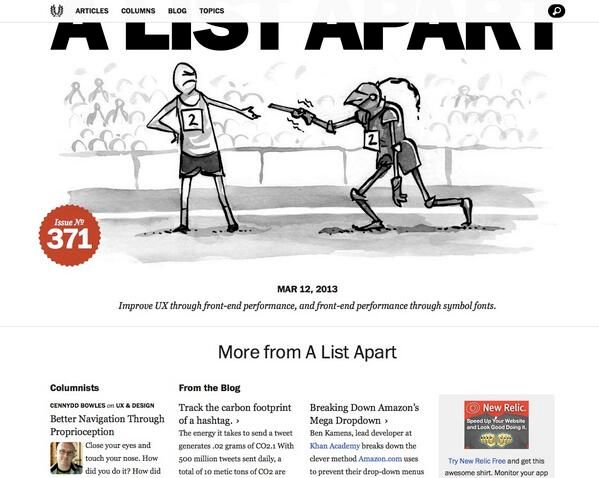 ARTICLES COLUMNS BLOG TOPICS
A LIST APART
2
2
Issue №
371
MAR 12, 2013
Improve UX through front-end performance, and front-end performance through symbol fonts.
More from A List Apart
Columnists
CENNYDD BOWLES on UX & DESIGN
Better Navigation Through
Proprioception
Close your eyes and
touch your nose. How
did you do it? How did
From the Blog
Track the carbon footprint
of a hashtag. ›
The energy it takes to send a tweet
generates .02 grams of CO2.1 With
500 million tweets sent daily, a
total of 10 metic tons of CO2 are
Breaking Down Amazon's
Mega Dropdown ›
Ben Kamens, lead developer at
Khan Academy breaks down the
clever method Amazon.com uses
to prevent their drop-down menus
New Relic.
Speed Up Your Website
and Look Good Doing it.
Try New Relic Free and get this
awesome shirt. Monitor your app